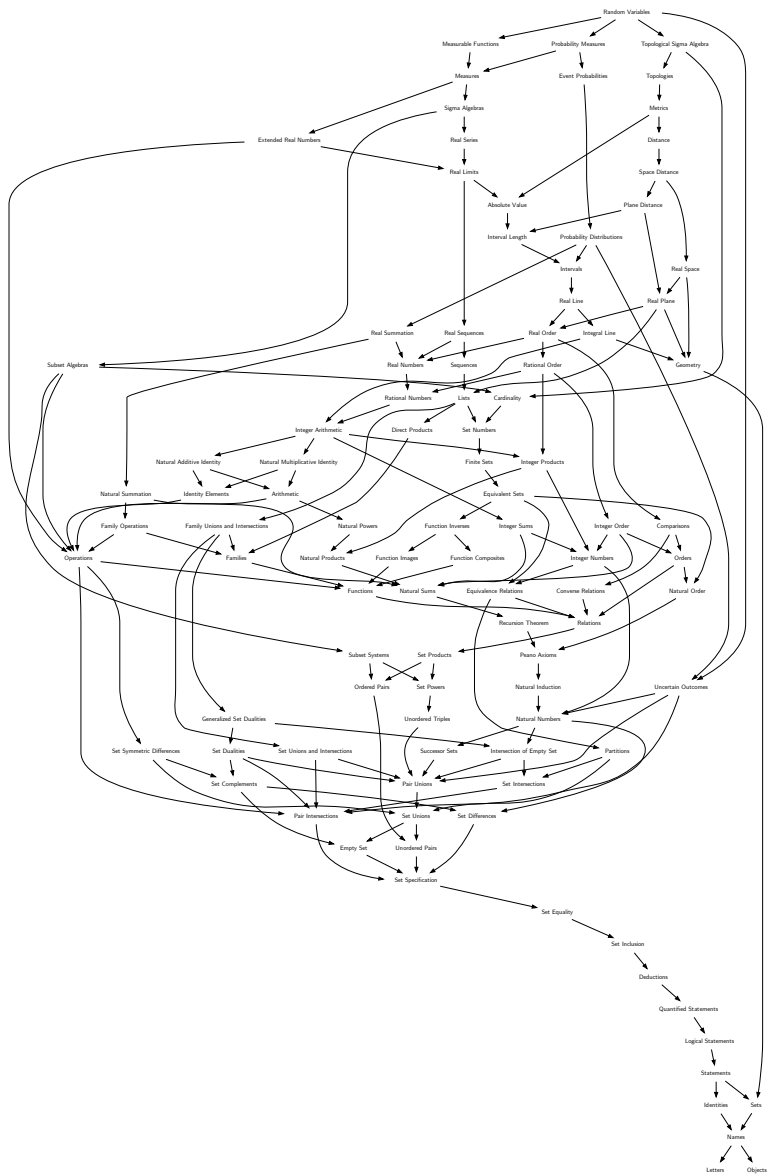 Random Variables
Measurable Functions
Probability Measures
Topological Sigma Algebra
Measures
Event Probabilities
Topologies
Sigma Algebras
Metrics
Extended Real Numbers
Real Series
Distance
Real Limits
Space Distance
Absolute Value
Plane Distance
Interval Length
Probability Distributions
Intervals
Real Space
Real Line
Real Plane
Real Summation
Real Sequences
Real Order
Integral Line
Subset Algebras
Real Numbers
Sequences
Rational Order
Geometry
Rational Numbers
Lists
Cardinality
Integer Arithmetic
Direct Products
Set Numbers
Natural Additive Identity
Natural Multiplicative Identity
Finite Sets
Integer Products
Natural Summation
Identity Elements
Arithmetic
Equivalent Sets
Family Operations
Family Unions and Intersections
Natural Powers
Function Inverses
Integer Sums
Integer Order
Comparisons
Operations
Families
Natural Products
Function Images
Function Composites
Integer Numbers
Orders
Functions
Natural Sums
Equivalence Relations
Converse Relations
Natural Order
Recursion Theorem
Relations
Subset Systems
Set Products
Peano Axioms
Ordered Pairs
Set Powers
Natural Induction
Uncertain Outcomes
Generalized Set Dualities
Unordered Triples
Natural Numbers
Set Symmetric Differences
Set Dualities
Set Unions and Intersections
Successor Sets
Intersection of Empty Set
Partitions
Set Complements
Pair Unions
Set Intersections
Pair Intersections
Set Unions
Set Differences
Empty Set
Unordered Pairs
Set Specification
Set Equality
Set Inclusion
Deductions
Quantified Statements
Logical Statements
Statements
Identities
Sets
Names
Letters
Objects